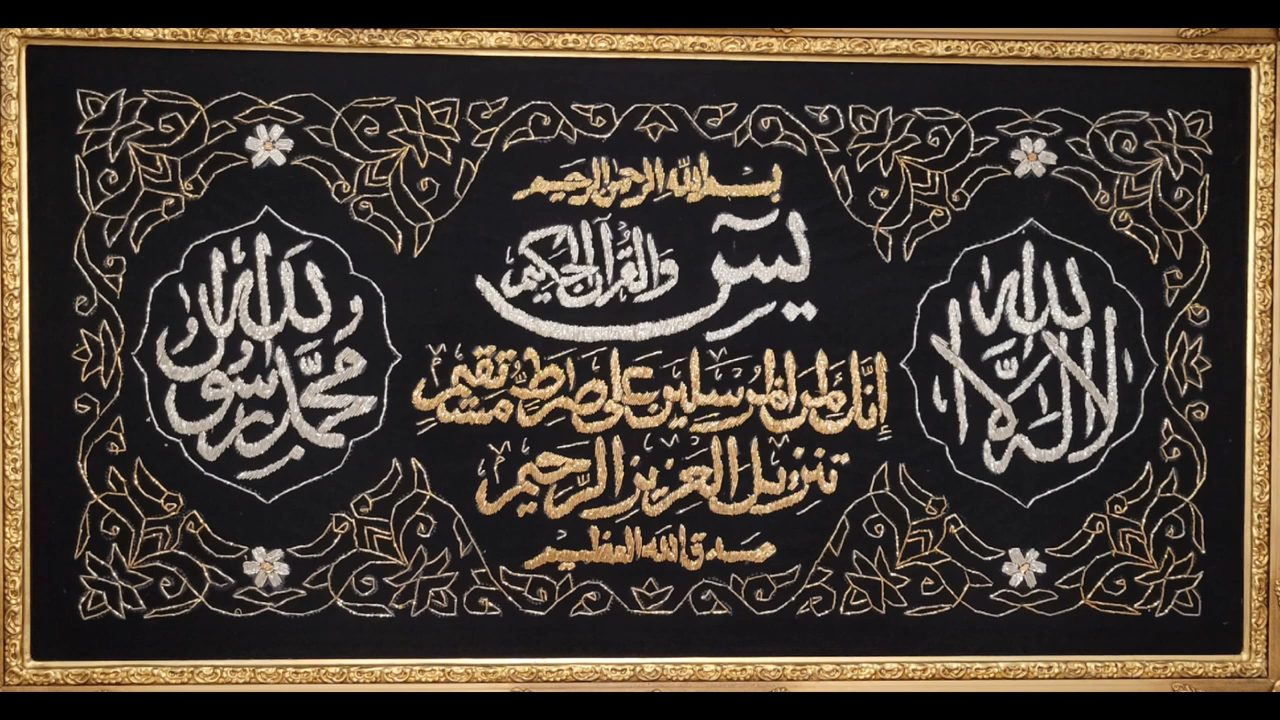 لا إله إلا الله
بسم الله الرحمن الرحيم
يسٓ والقرآن الحكيم
إنك لمن المرسلين على صراط مستقيم
تنزيل العزيز الرحيم
صدق الله العظيم
محمد رسول الله